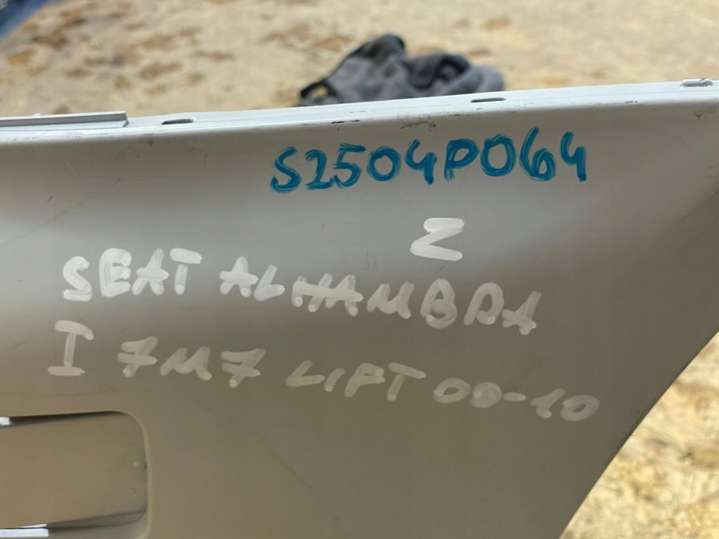 S2504P064
Z
SEAT ALHAMBRA
I 7M7 LIFT 00-10